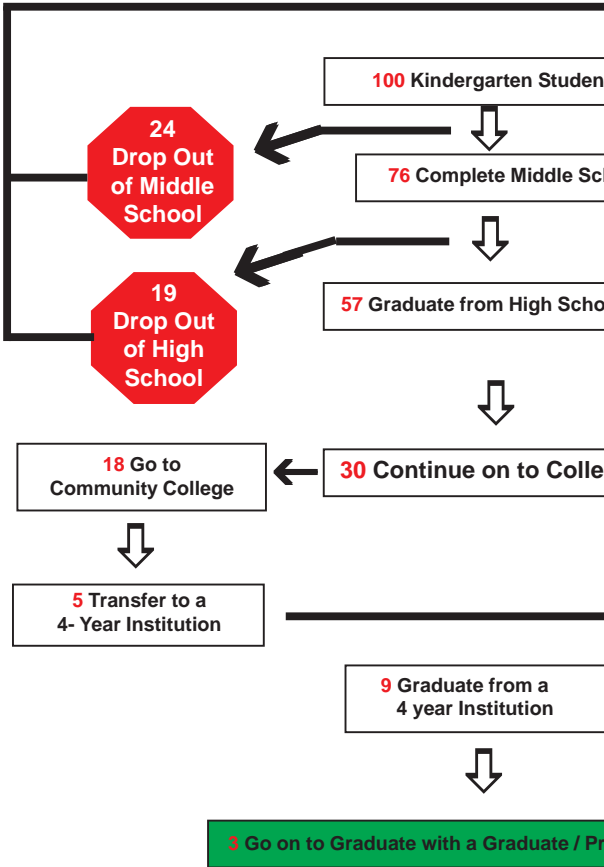 100 Kindergarten Studen
24
Drop Out
of Middle
School
76 Complete Middle Sch
19
Drop Out
of High
School
57 Graduate from High Schoo
18 Go to
Community College
30 Continue on to Colle
5 Transfer to a
4- Year Institution
9 Graduate from a
4 year Institution
3 Go on to Graduate with a Graduate / Pr